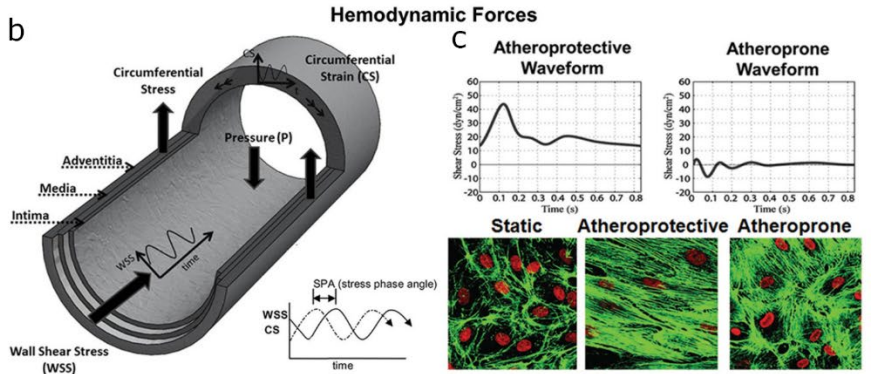 Hemodynamic Forces
b
Circumferential
Stress
CS
t
Circumferential
Strain (CS)
Pressure (P)
Adventitia
Media
Intima
WSS
time
Wall Shear Stress
(WSS)
SPA (stress phase angle)
WSS
CS
time
c
Atheroprotective
Waveform
Shear Stress (dyn/cm²)
60
50
40
30
20
10
0
-10
-20
0 0.1 0.2 0.3 0.4 0.5 0.6 0.7 0.8
Time (s)
Atheroprone
Waveform
Shear Stress (dyn/cm²)
60
50
40
30
20
10
0
-10
-20
0 0.1 0.2 0.3 0.4 0.5 0.6 0.7 0.8
Time (s)
Static
Atheroprotective
Atheroprone